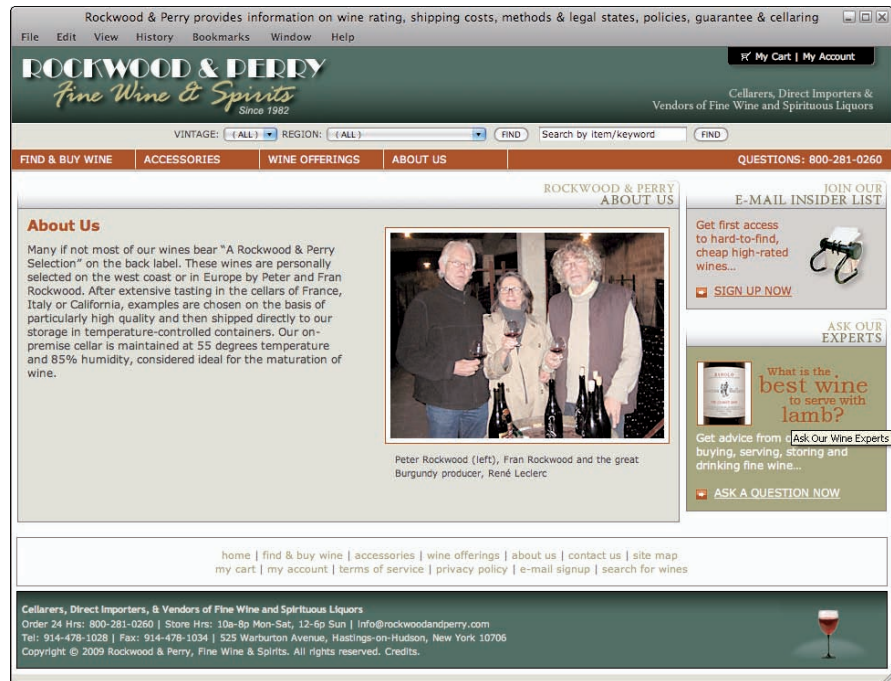 Rockwood & Perry provides information on wine rating, shipping costs, methods & legal states, policies, guarantee & cellaring
File Edit View History Bookmarks Window Help
ROCKWOOD & PERRY
Fine Wine & Spirits
Since 1982
My Cart | My Account
Cellarers, Direct Importers &
Vendors of Fine Wine and Spirituous Liquors
VINTAGE: (ALL) REGION: (ALL) FIND Search by item/keyword FIND
FIND & BUY WINE ACCESSORIES WINE OFFERINGS ABOUT US QUESTIONS: 800-281-0260
ROCKWOOD & PERRY
ABOUT US
About Us
Many if not most of our wines bear “A Rockwood & Perry
Selection” on the back label. These wines are personally
selected on the west coast or in Europe by Peter and Fran
Rockwood. After extensive tasting in the cellars of France,
Italy or California, examples are chosen on the basis of
particularly high quality and then shipped directly to our
storage in temperature-controlled containers. Our on-
premise cellar is maintained at 55 degrees temperature
and 85% humidity, considered ideal for the maturation of
wine.
Peter Rockwood (left), Fran Rockwood and the great
Burgundy producer, René Leclerc
JOIN OUR
E-MAIL INSIDER LIST
Get first access
to hard-to-find,
cheap high-rated
wines...
SIGN UP NOW
ASK OUR
EXPERTS
BAROLO
What is the
best wine
to serve with
lamb?
Ask Our Wine Experts
Get advice from
buying, serving, storing and
drinking fine wine...
ASK A QUESTION NOW
home | find & buy wine | accessories | wine offerings | about us | contact us | site map
my cart | my account | terms of service | privacy policy | e-mail signup | search for wines
Cellarers, Direct Importers, & Vendors of Fine Wine and Spirituous Liquors
Order 24 Hrs: 800-281-0260 | Store Hrs: 10a-8p Mon-Sat, 12-6p Sun | info@rockwoodandperry.com
Tel: 914-478-1028 | Fax: 914-478-1034 | 525 Warburton Avenue, Hastings-on-Hudson, New York 10706
Copyright © 2009 Rockwood & Perry, Fine Wine & Spirits. All rights reserved. Credits.